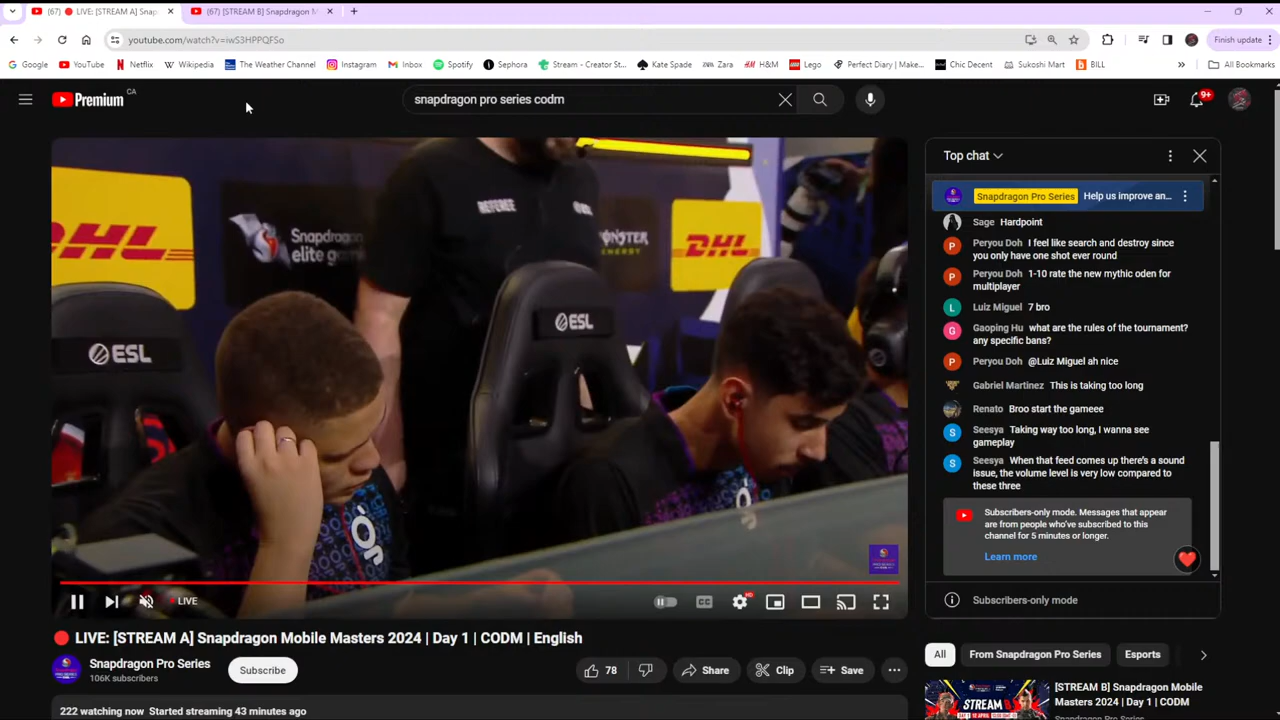 (67) 🔴 LIVE: [STREAM A] Snap
(67) [STREAM B] Snapdragon M
youtube.com/watch?v=iwS3HPPQFSo
Finish update
Google YouTube Netflix Wikipedia The Weather Channel Instagram Inbox Spotify Sephora Stream - Creator St... Kate Spade Zara H&M Lego Perfect Diary | Make... Chic Decent Sukoshi Mart BILL » All Bookmarks
Premium CA
snapdragon pro series codm
9+
REFEREE
DHL
Snapdragon
elite gam
MONSTER
ENERGY
DHL
ESL
ESL
LIVE
HD
CC
Top chat
Snapdragon Pro Series Help us improve an...
Sage Hardpoint
Peryou Doh I feel like search and destroy since
you only have one shot ever round
Peryou Doh 1-10 rate the new mythic oden for
multiplayer
Luiz Miguel 7 bro
Gaoping Hu what are the rules of the tournament?
any specific bans?
Peryou Doh @Luiz Miguel ah nice
Gabriel Martinez This is taking too long
Renato Broo start the gameee
Seesya Taking way too long, I wanna see
gameplay
Seesya When that feed comes up there's a sound
issue, the volume level is very low compared to
these three
Subscribers-only mode. Messages that appear
are from people who've subscribed to this
channel for 5 minutes or longer.
Learn more
Subscribers-only mode
🔴 LIVE: [STREAM A] Snapdragon Mobile Masters 2024 | Day 1 | CODM | English
Snapdragon Pro Series
106K subscribers
Subscribe
78
Share
Clip
Save
222 watching now Started streaming 43 minutes ago
All
From Snapdragon Pro Series
Esports
STREAM B
[STREAM B] Snapdragon Mobile
Masters 2024 | Day 1 | CODM